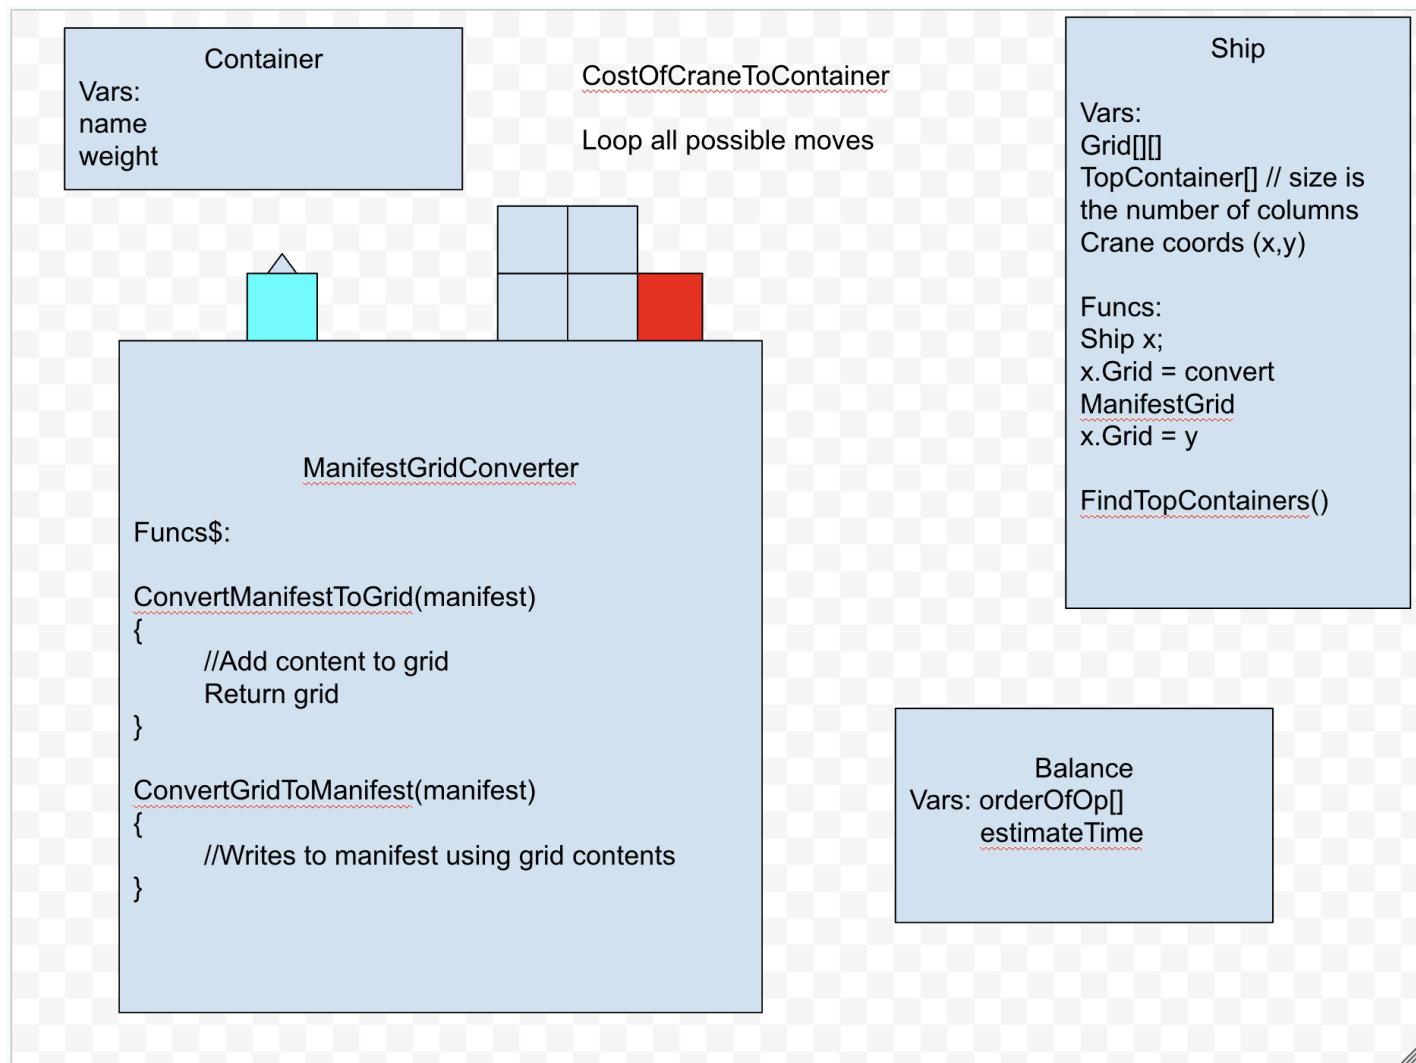 Container
Vars:
name
weight
CostOfCraneToContainer
Loop all possible moves
Ship
Vars:
Grid[][]
TopContainer[] // size is
the number of columns
Crane coords (x,y)
Funcs:
Ship x;
x.Grid = convert
ManifestGrid
x.Grid = y
FindTopContainers()
ManifestGridConverter
Funcs$:
ConvertManifestToGrid(manifest)
{
//Add content to grid
Return grid
}
ConvertGridToManifest(manifest)
{
//Writes to manifest using grid contents
}
Balance
Vars: orderOfOp[]
estimateTime